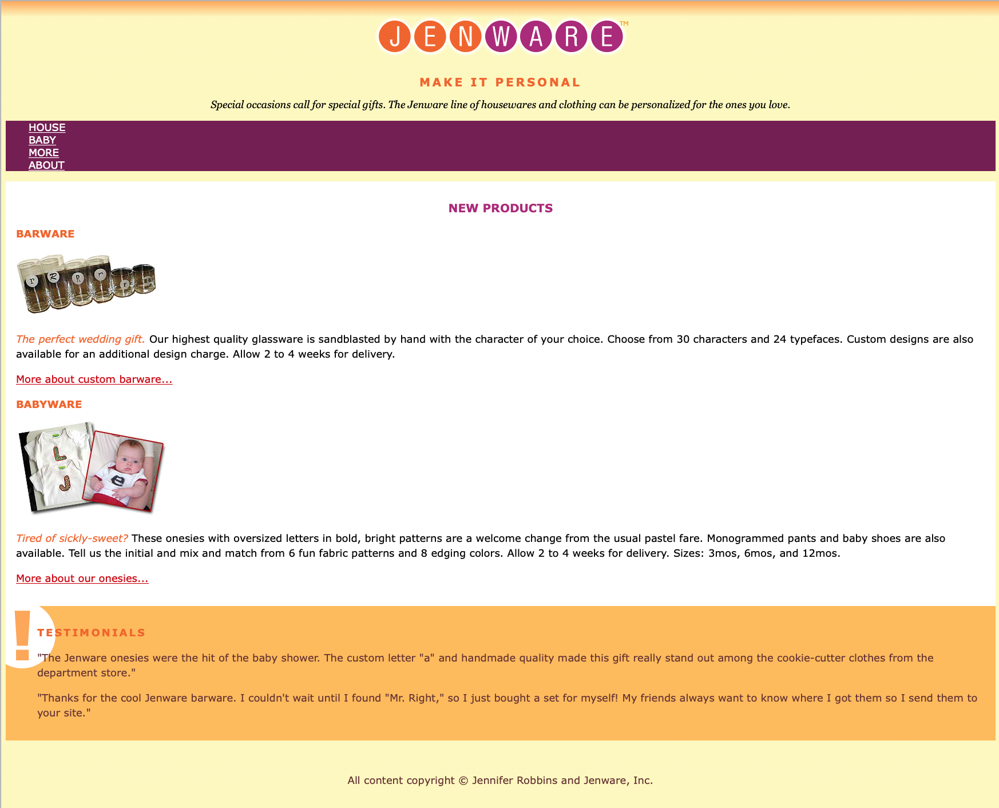 JENWARE™
MAKE IT PERSONAL
Special occasions call for special gifts. The Jenware line of housewares and clothing can be personalized for the ones you love.
HOUSE
BABY
MORE
ABOUT
NEW PRODUCTS
BARWARE
r R R r r
The perfect wedding gift. Our highest quality glassware is sandblasted by hand with the character of your choice. Choose from 30 characters and 24 typefaces. Custom designs are also
available for an additional design charge. Allow 2 to 4 weeks for delivery.
More about custom barware...
BABYWARE
L
J
e
Tired of sickly-sweet? These onesies with oversized letters in bold, bright patterns are a welcome change from the usual pastel fare. Monogrammed pants and baby shoes are also
available. Tell us the initial and mix and match from 6 fun fabric patterns and 8 edging colors. Allow 2 to 4 weeks for delivery. Sizes: 3mos, 6mos, and 12mos.
More about our onesies...
!
TESTIMONIALS
"The Jenware onesies were the hit of the baby shower. The custom letter "a" and handmade quality made this gift really stand out among the cookie-cutter clothes from the
department store."
"Thanks for the cool Jenware barware. I couldn't wait until I found "Mr. Right," so I just bought a set for myself! My friends always want to know where I got them so I send them to
your site."
All content copyright © Jennifer Robbins and Jenware, Inc.